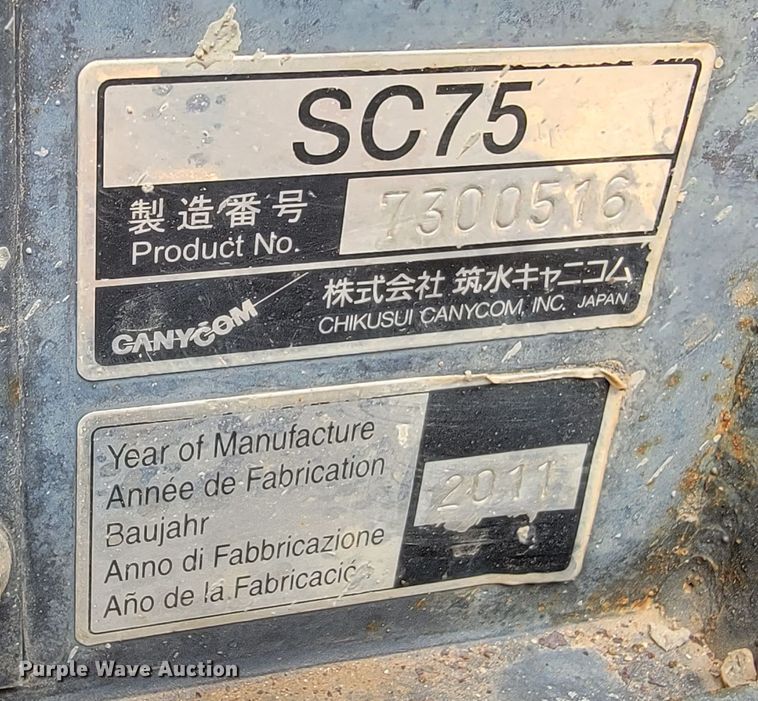 SC75
製造番号
Product No.
7300516
CANYCOM
株式会社 筑水キャニコム
CHIKUSUI CANYCOM, INC. JAPAN
Year of Manufacture
Année de Fabrication
Baujahr
Anno di Fabbricazione
Año de la Fabricació
2011
Purple Wave Auction